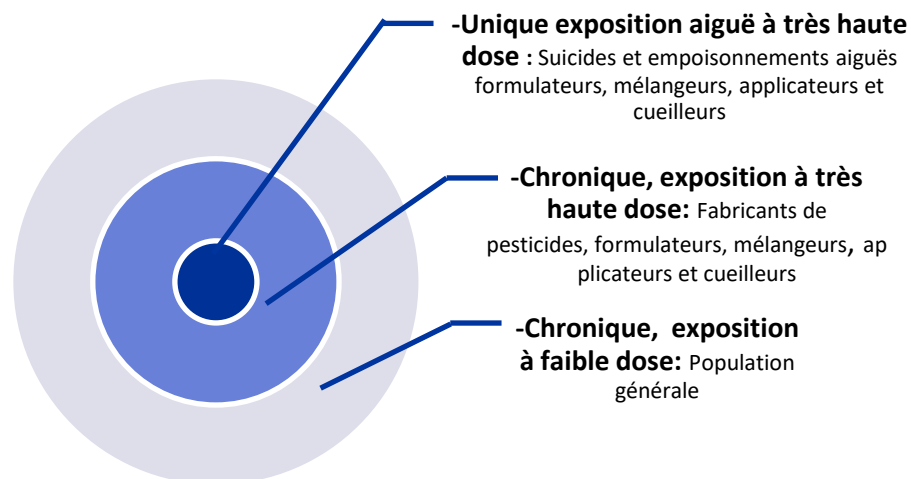 -Unique exposition aiguë à très haute
dose : Suicides et empoisonnements aiguës
formulateurs, mélangeurs, applicateurs et
cueilleurs
-Chronique, exposition à très
haute dose: Fabricants de
pesticides, formulateurs, mélangeurs, ap
plicateurs et cueilleurs
-Chronique, exposition
à faible dose: Population
générale